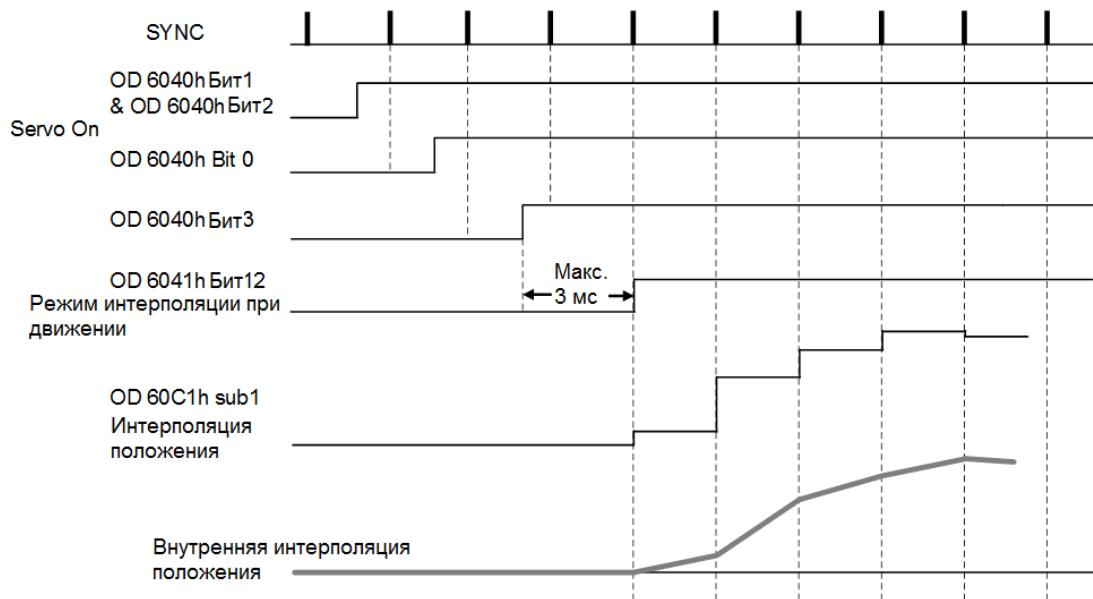 SYNC
OD 6040h Бит1
& OD 6040h Бит2
Servo On
OD 6040h Bit 0
OD 6040h Бит3
OD 6041h Бит12
Режим интерполяции при
движении
Макс.
3 мс
OD 60C1h sub1
Интерполяция
положения
Внутренняя интерполяция
положения